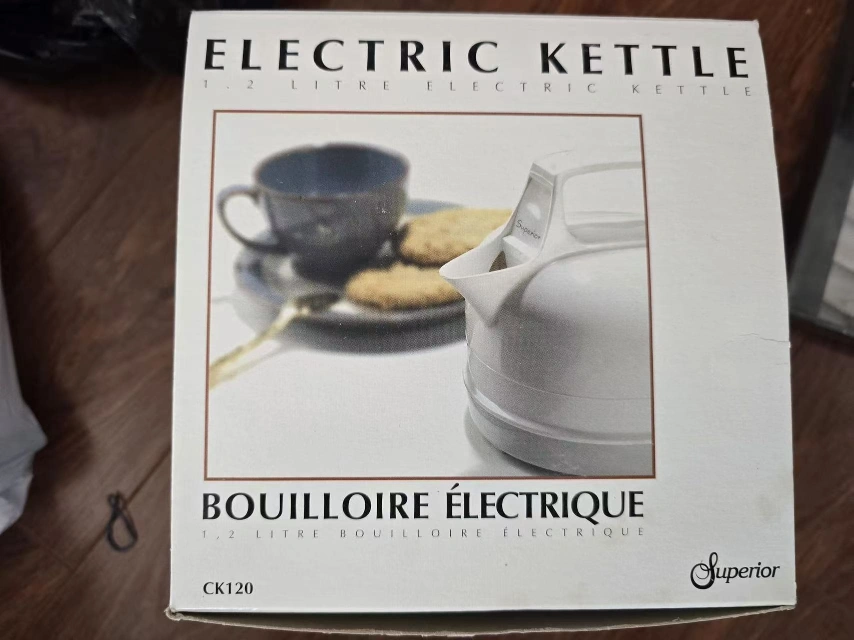 ELECTRIC KETTLE
1.2 LITRE ELECTRIC KETTLE
Superior
BOUILLOIRE ÉLECTRIQUE
1,2 LITRE BOUILLOIRE ÉLECTRIQUE
Superior
CK120